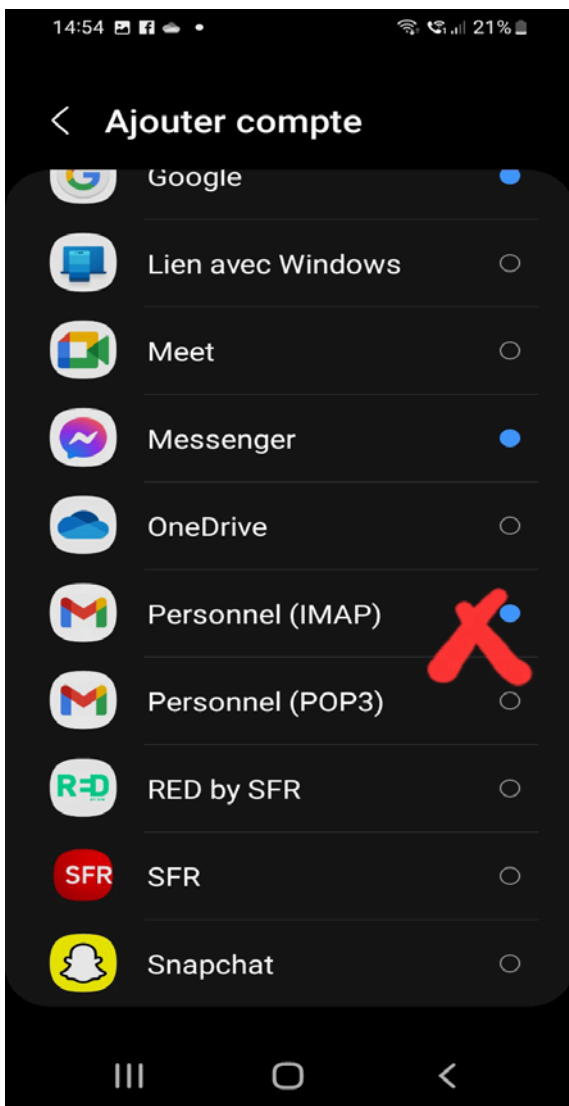 14:54
21%
Ajouter compte
Google
Lien avec Windows
Meet
Messenger
OneDrive
Personnel (IMAP)
Personnel (POP3)
RED by SFR
SFR SFR
Snapchat